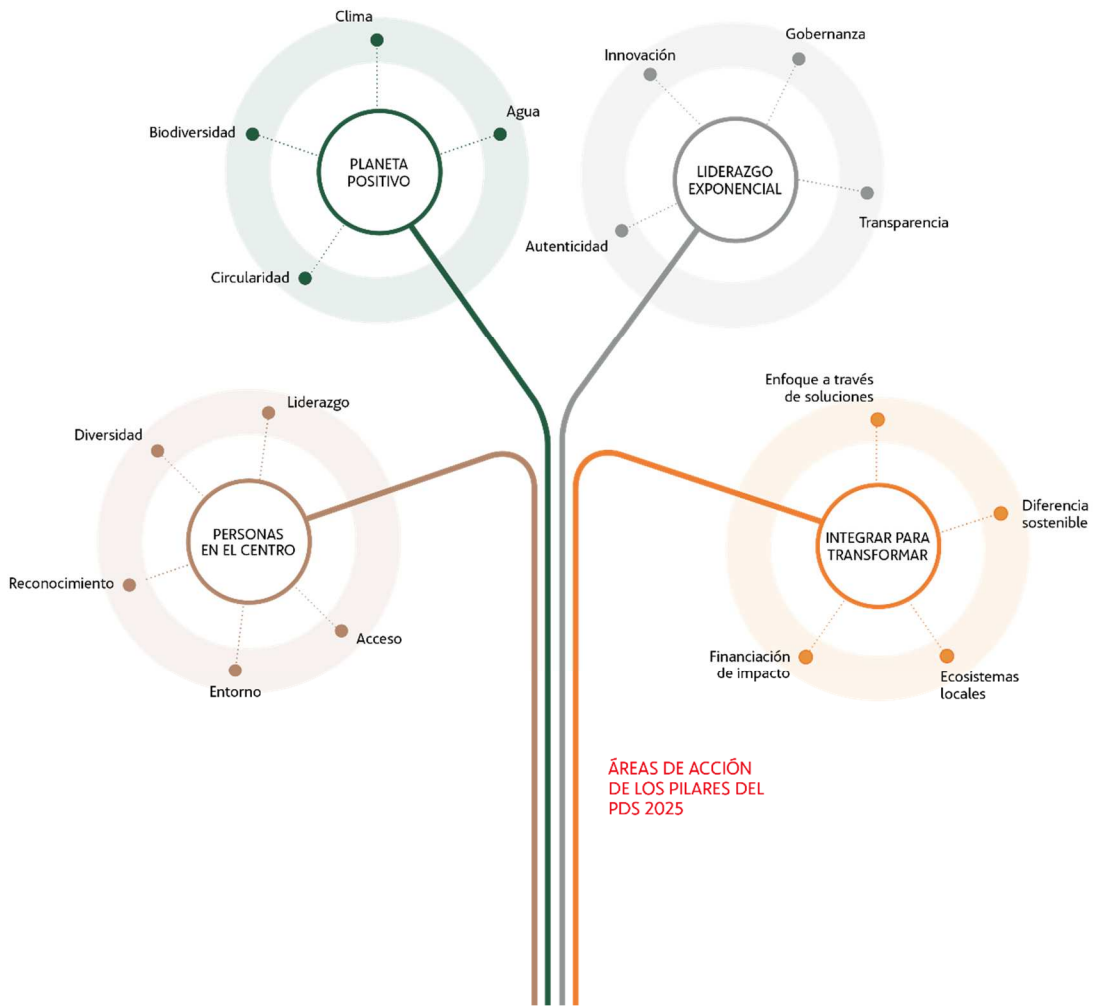 Clima
Agua
Biodiversidad
PLANETA
POSITIVO
Circularidad
Gobernanza
Innovación
LIDERAZGO
EXPONENCIAL
Transparencia
Autenticidad
Liderazgo
Diversidad
PERSONAS
EN EL CENTRO
Reconocimiento
Acceso
Entorno
Enfoque a través
de soluciones
Diferencia
sostenible
INTEGRAR PARA
TRANSFORMAR
Financiación
de impacto
Ecosistemas
locales
ÁREAS DE ACCIÓN
DE LOS PILARES DEL
PDS 2025